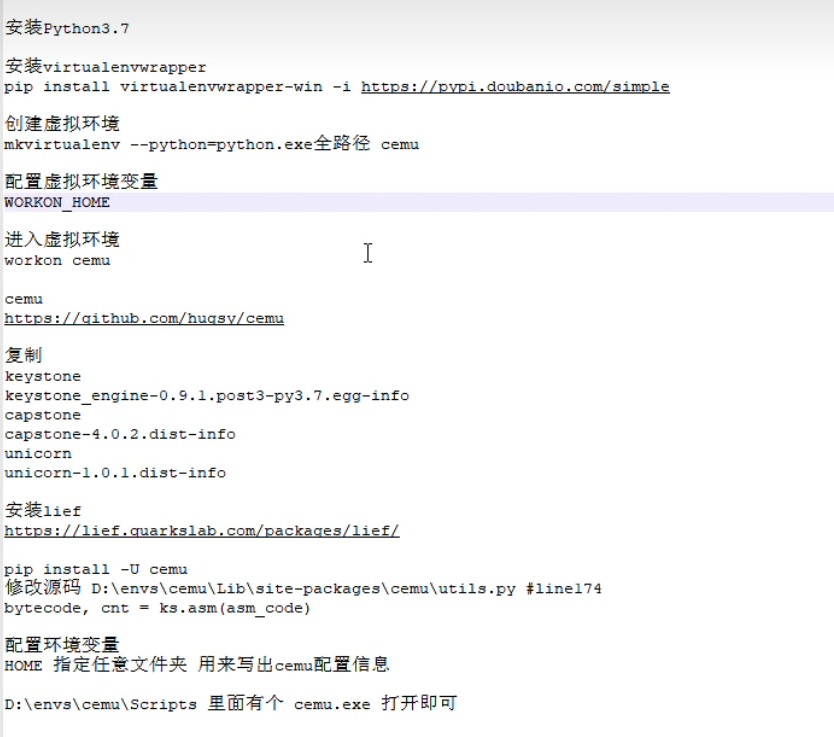 安装Python3.7
安装virtualenvwrapper
pip install virtualenvwrapper-win -i https://pypi.doubanio.com/simple
创建虚拟环境
mkvirtualenv --python=python.exe全路径 cemu
配置虚拟环境变量
WORKON_HOME
进入虚拟环境
workon cemu
cemu
https://github.com/hugsy/cemu
复制
keystone
keystone_engine-0.9.1.post3-py3.7.egg-info
capstone
capstone-4.0.2.dist-info
unicorn
unicorn-1.0.1.dist-info
安装lief
https://lief.quarkslab.com/packages/lief/
pip install -U cemu
修改源码 D:\envs\cemu\Lib\site-packages\cemu\utils.py #line174
bytecode, cnt = ks.asm(asm_code)
配置环境变量
HOME 指定任意文件夹 用来写出cemu配置信息
D:\envs\cemu\Scripts 里面有个 cemu.exe 打开即可